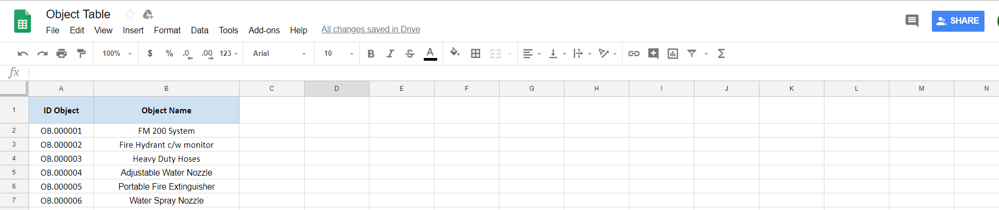 Object Table
File Edit View Insert Format Data Tools Add-ons Help All changes saved in Drive
SHARE
100% $ % .0 .00 123 Arial 10 B I S A Σ
fx
A B C D E F G H I J K L M N
1 ID Object Object Name
2 OB.000001 FM 200 System
3 OB.000002 Fire Hydrant c/w monitor
4 OB.000003 Heavy Duty Hoses
5 OB.000004 Adjustable Water Nozzle
6 OB.000005 Portable Fire Extinguisher
7 OB.000006 Water Spray Nozzle